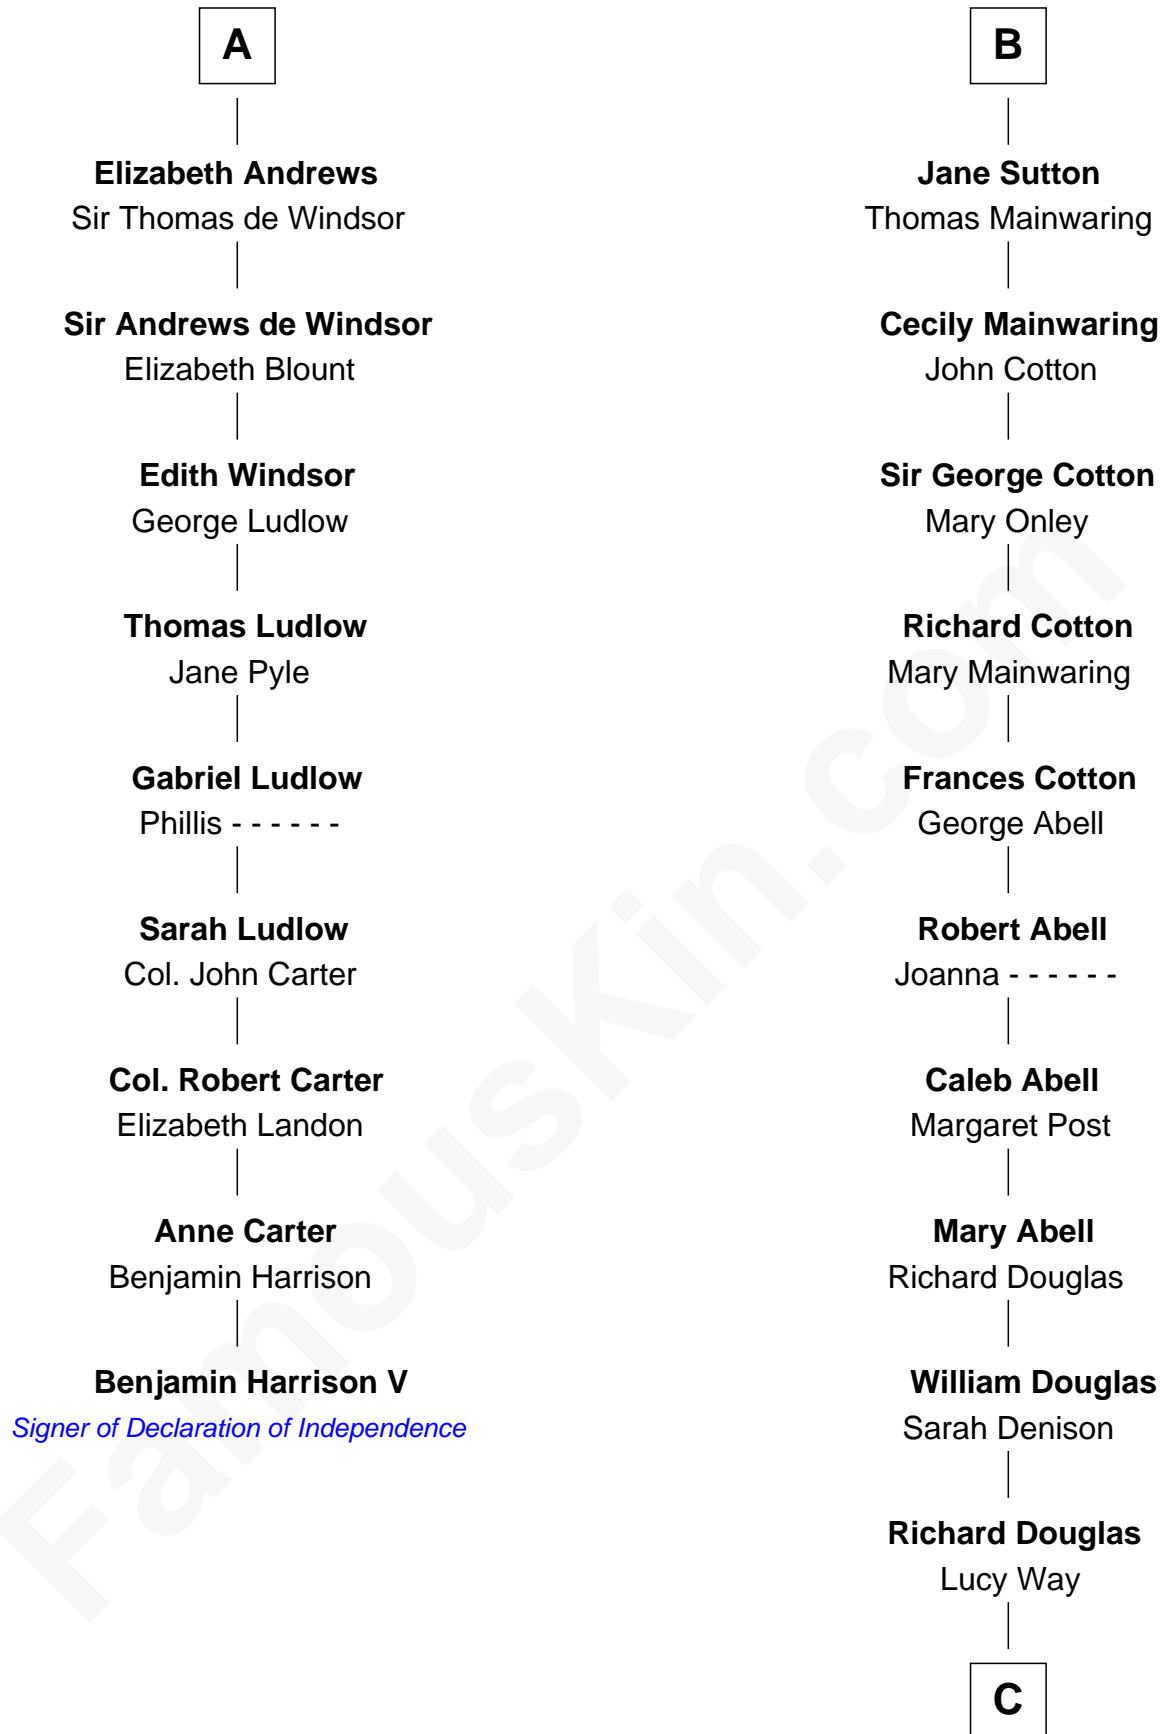 A
Elizabeth Andrews
Sir Thomas de Windsor
Sir Andrews de Windsor
Elizabeth Blount
Edith Windsor
George Ludlow
Thomas Ludlow
Jane Pyle
Gabriel Ludlow
Phillis - - - - - -
Sarah Ludlow
Col. John Carter
Col. Robert Carter
Elizabeth Landon
Anne Carter
Benjamin Harrison
Benjamin Harrison V
Signer of Declaration of Independence
B
Jane Sutton
Thomas Mainwaring
Cecily Mainwaring
John Cotton
Sir George Cotton
Mary Onley
Richard Cotton
Mary Mainwaring
Frances Cotton
George Abell
Robert Abell
Joanna - - - - - -
Caleb Abell
Margaret Post
Mary Abell
Richard Douglas
William Douglas
Sarah Denison
Richard Douglas
Lucy Way
C
FamousKin.com